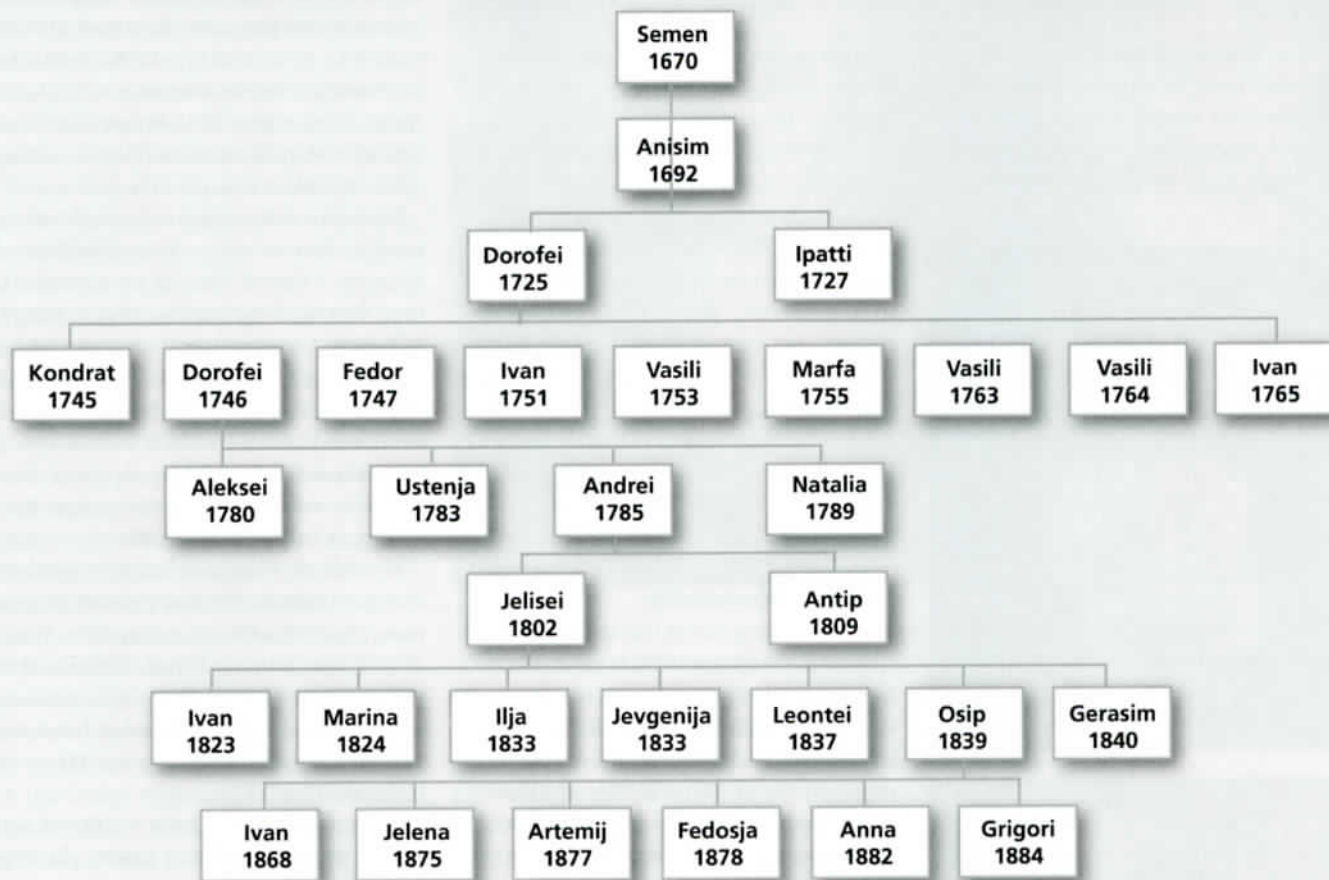 Semen
1670
Anisim
1692
Dorofei
1725
Ipatti
1727
Kondrat
1745
Dorofei
1746
Fedor
1747
Ivan
1751
Vasili
1753
Marfa
1755
Vasili
1763
Vasili
1764
Ivan
1765
Aleksei
1780
Ustenja
1783
Andrei
1785
Natalia
1789
Jelisei
1802
Antip
1809
Ivan
1823
Marina
1824
Ilja
1833
Jevgenija
1833
Leontei
1837
Osip
1839
Gerasim
1840
Ivan
1868
Jelena
1875
Artemij
1877
Fedosja
1878
Anna
1882
Grigori
1884